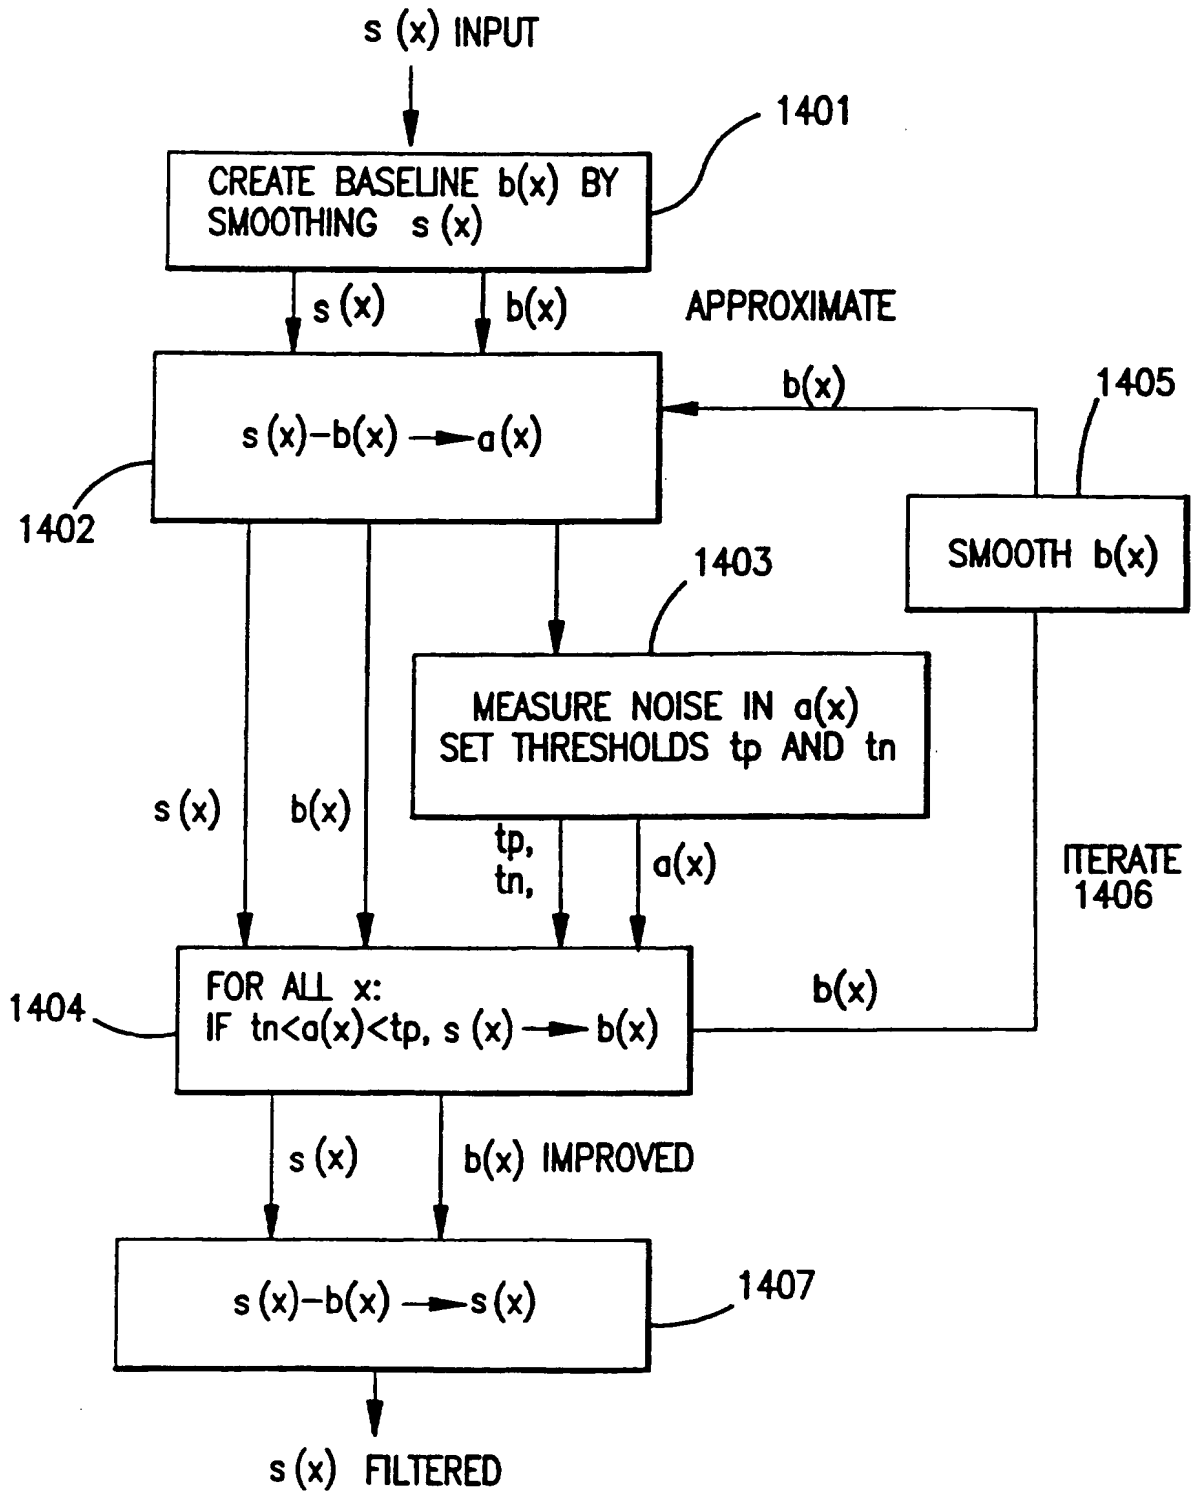 s(x) INPUT
1401
CREATE BASELINE b(x) BY
SMOOTHING s(x)
s(x)
b(x)
APPROXIMATE
b(x)
1405
s(x)-b(x)→a(x)
1402
SMOOTH b(x)
1403
MEASURE NOISE IN a(x)
SET THRESHOLDS tp AND tn
s(x)
b(x)
tp,
tn,
a(x)
ITERATE
1406
1404
FOR ALL x:
IF tn<a(x)<tp, s(x)→b(x)
b(x)
s(x)
b(x) IMPROVED
s(x)-b(x)→s(x)
1407
s(x) FILTERED